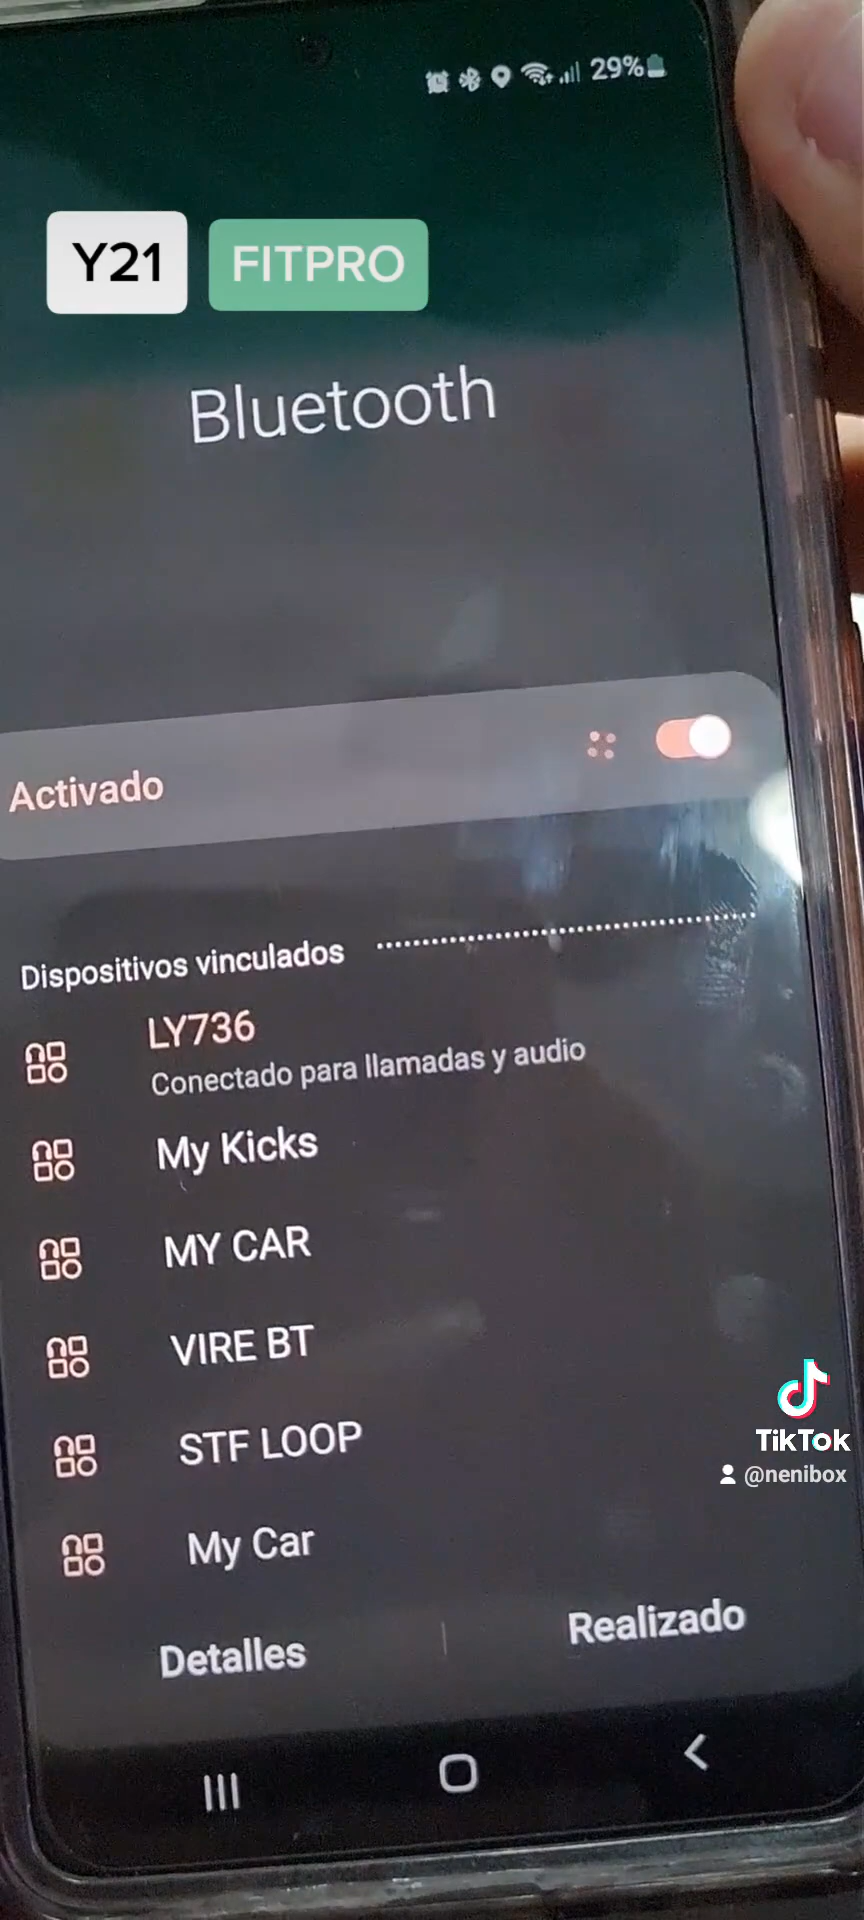 29%
Y21 FITPRO
Bluetooth
Activado
Dispositivos vinculados
LY736
Conectado para llamadas y audio
My Kicks
MY CAR
VIRE BT
STF LOOP
My Car
Detalles
Realizado
TikTok
@nenibox